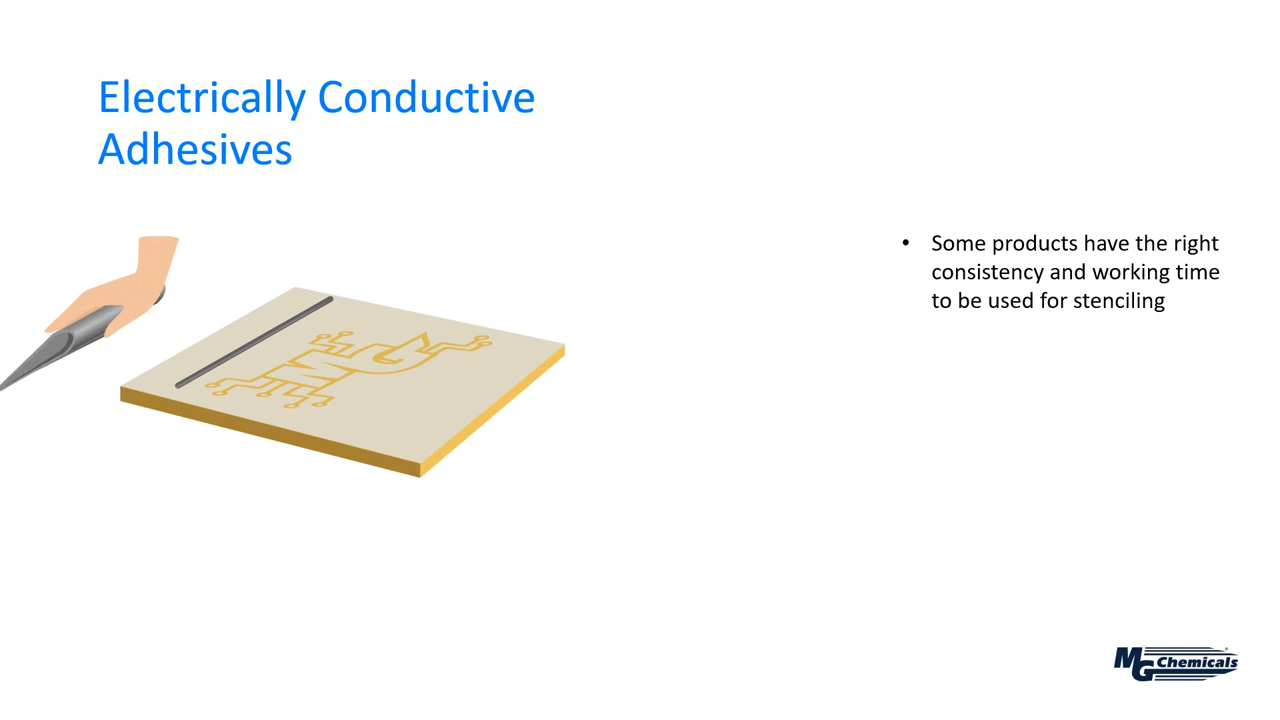 Electrically Conductive
Adhesives
• Some products have the right
consistency and working time
to be used for stenciling
MG
MG Chemicals